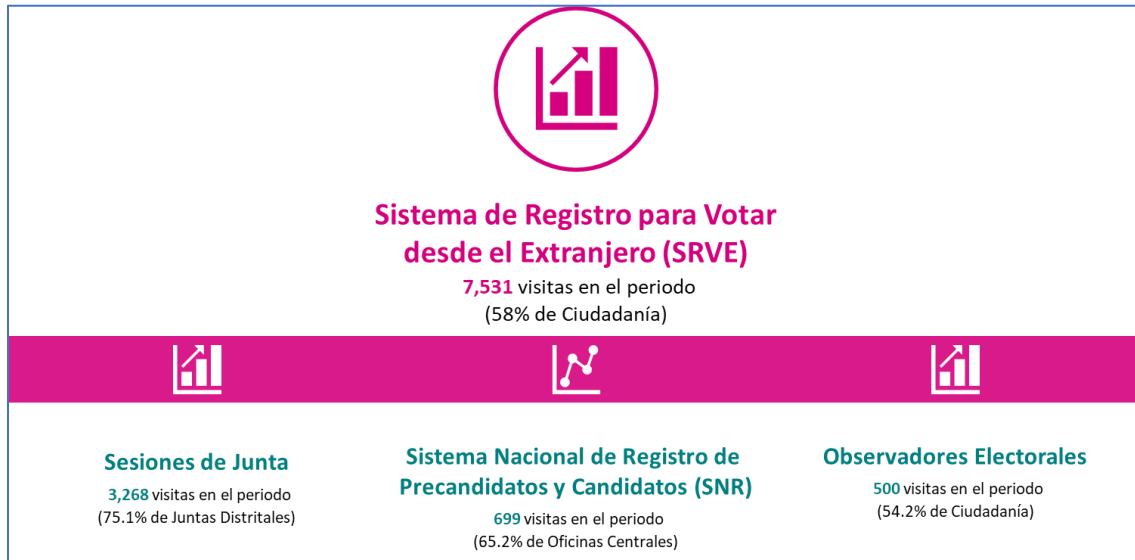 Sistema de Registro para Votar
desde el Extranjero (SRVE)
7,531 visitas en el periodo
(58% de Ciudadanía)
Sesiones de Junta
3,268 visitas en el periodo
(75.1% de Juntas Distritales)
Sistema Nacional de Registro de
Precandidatos y Candidatos (SNR)
699 visitas en el periodo
(65.2% de Oficinas Centrales)
Observadores Electorales
500 visitas en el periodo
(54.2% de Ciudadanía)